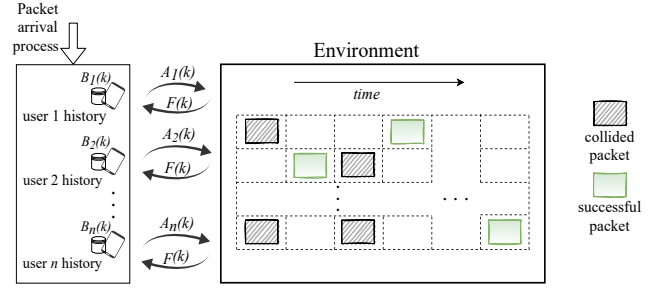 Packet
arrival
process
Environment
B1(k)
A1(k)
F(k)
user 1 history
time
B2(k)
A2(k)
F(k)
user 2 history
Bn(k)
An(k)
F(k)
user n history
. . .
collided
packet
successful
packet